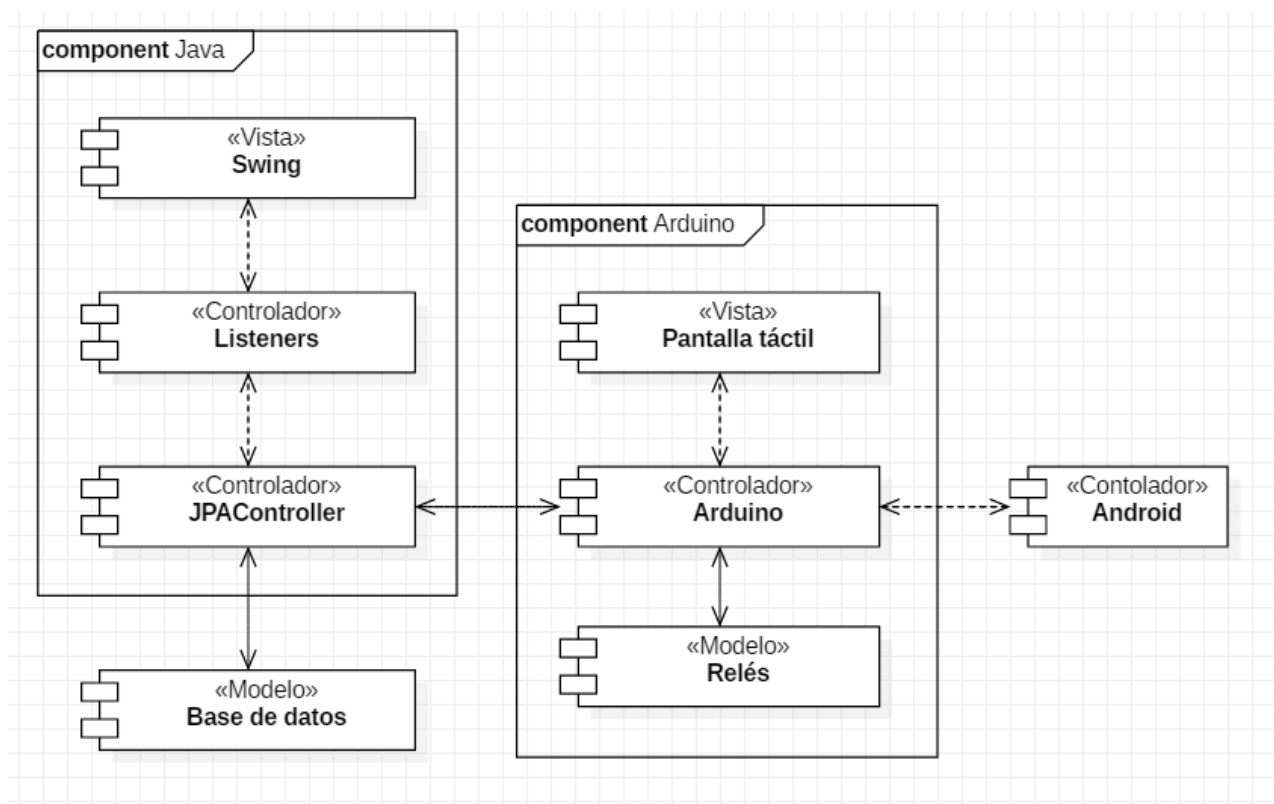 component Java
«Vista»
Swing
«Controlador»
Listeners
«Controlador»
JPAController
«Modelo»
Base de datos
component Arduino
«Vista»
Pantalla táctil
«Controlador»
Arduino
«Modelo»
Relés
«Contolador»
Android